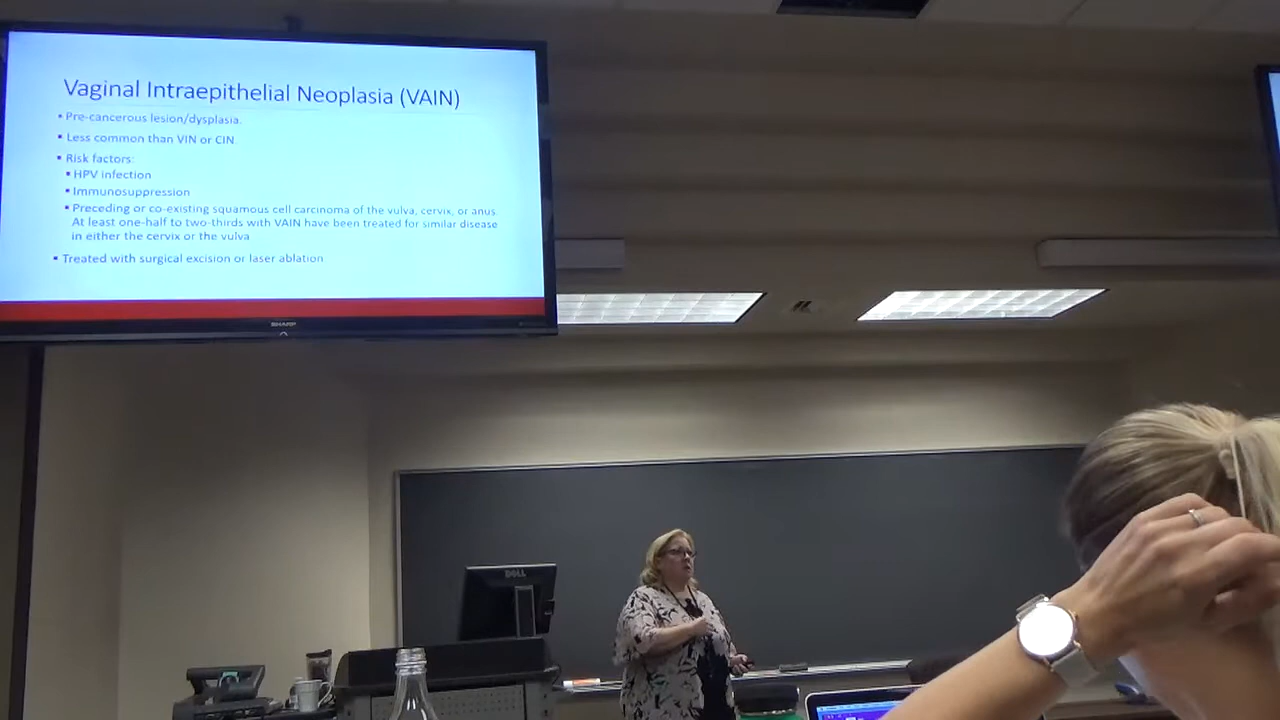 Vaginal Intraepithelial Neoplasia (VAIN)
▪ Pre-cancerous lesion/dysplasia.
▪ Less common than VIN or CIN.
▪ Risk factors:
▪ HPV infection
▪ Immunosuppression
▪ Preceding or co-existing squamous cell carcinoma of the vulva, cervix, or anus.
At least one-half to two-thirds with VAIN have been treated for similar disease
in either the cervix or the vulva
▪ Treated with surgical excision or laser ablation
SHARP
DELL